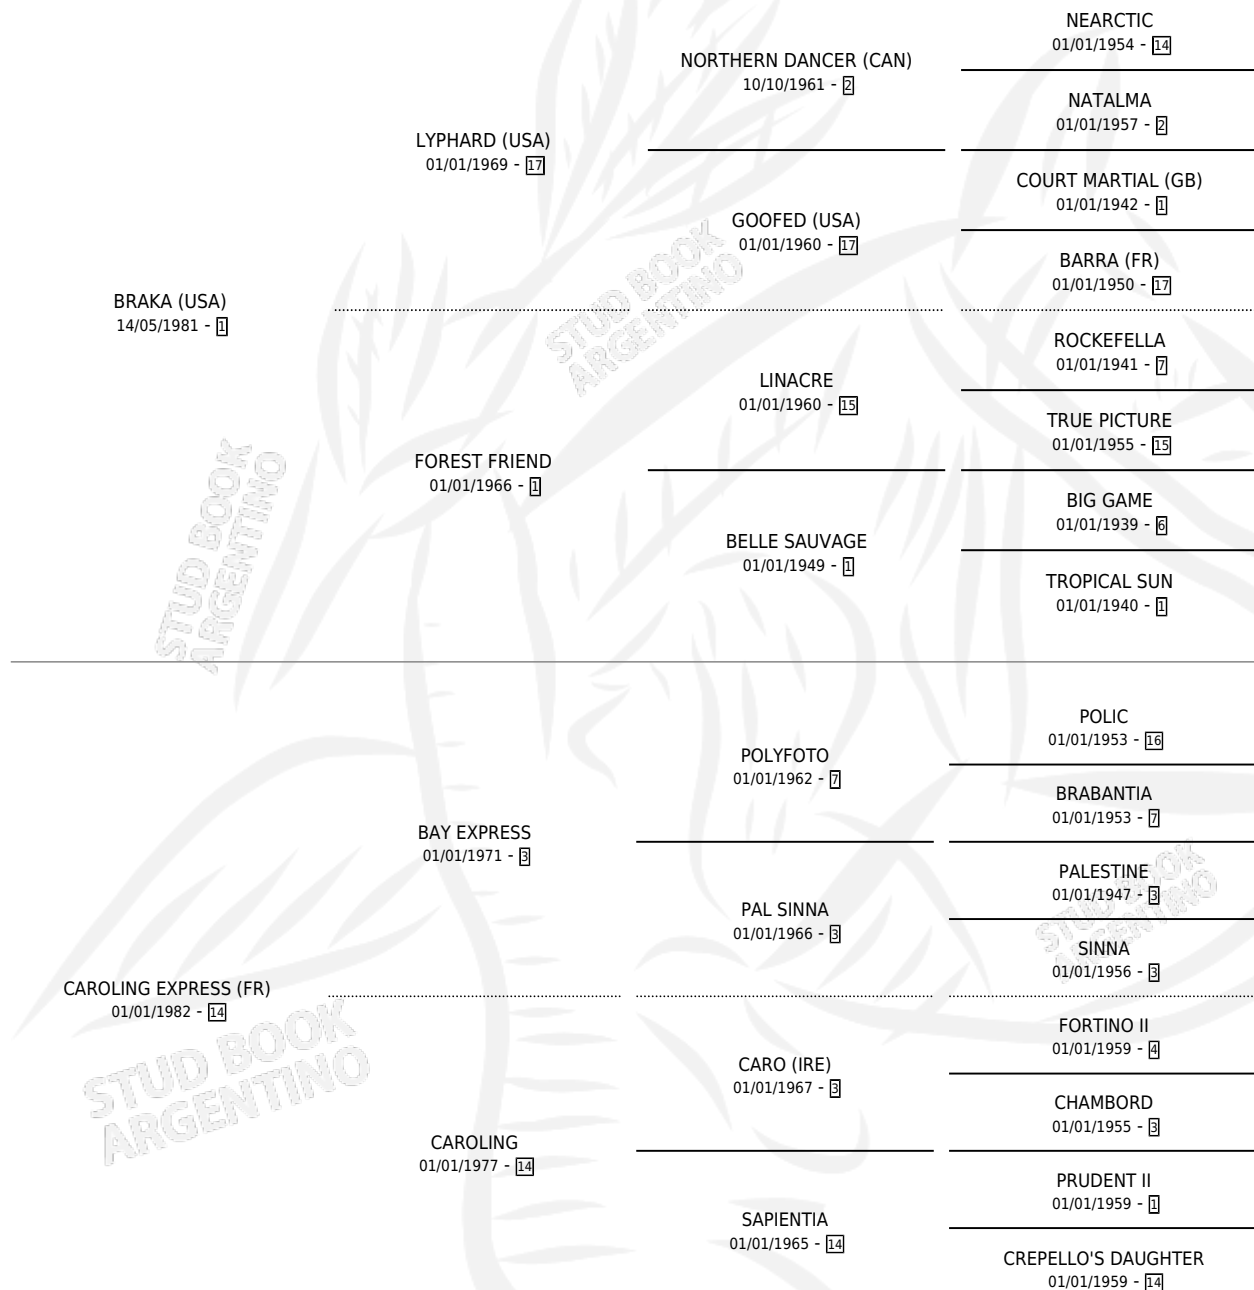 NEARCTIC
01/01/1954 - 14
NORTHERN DANCER (CAN)
10/10/1961 - 2
NATALMA
01/01/1957 - 2
LYPHARD (USA)
01/01/1969 - 17
COURT MARTIAL (GB)
01/01/1942 - 1
GOOFED (USA)
01/01/1960 - 17
BARRA (FR)
01/01/1950 - 17
BRAKA (USA)
14/05/1981 - 1
ROCKEFELLA
01/01/1941 - 7
LINACRE
01/01/1960 - 15
TRUE PICTURE
01/01/1955 - 15
FOREST FRIEND
01/01/1966 - 1
BIG GAME
01/01/1939 - 6
BELLE SAUVAGE
01/01/1949 - 1
TROPICAL SUN
01/01/1940 - 1
STUD BOOK
ARGENTINO
STUD BOOK
ARGENTINO
POLIC
01/01/1953 - 16
POLYFOTO
01/01/1962 - 7
BRABANTIA
01/01/1953 - 7
BAY EXPRESS
01/01/1971 - 3
PALESTINE
01/01/1947 - 3
PAL SINNA
01/01/1966 - 3
SINNA
01/01/1956 - 3
CAROLING EXPRESS (FR)
01/01/1982 - 14
FORTINO II
01/01/1959 - 4
CARO (IRE)
01/01/1967 - 3
CHAMBORD
01/01/1955 - 3
CAROLING
01/01/1977 - 14
PRUDENT II
01/01/1959 - 1
SAPIENTIA
01/01/1965 - 14
CREPELLO'S DAUGHTER
01/01/1959 - 14
STUD BOOK
ARGENTINO
STUD BOOK
ARGENTINO